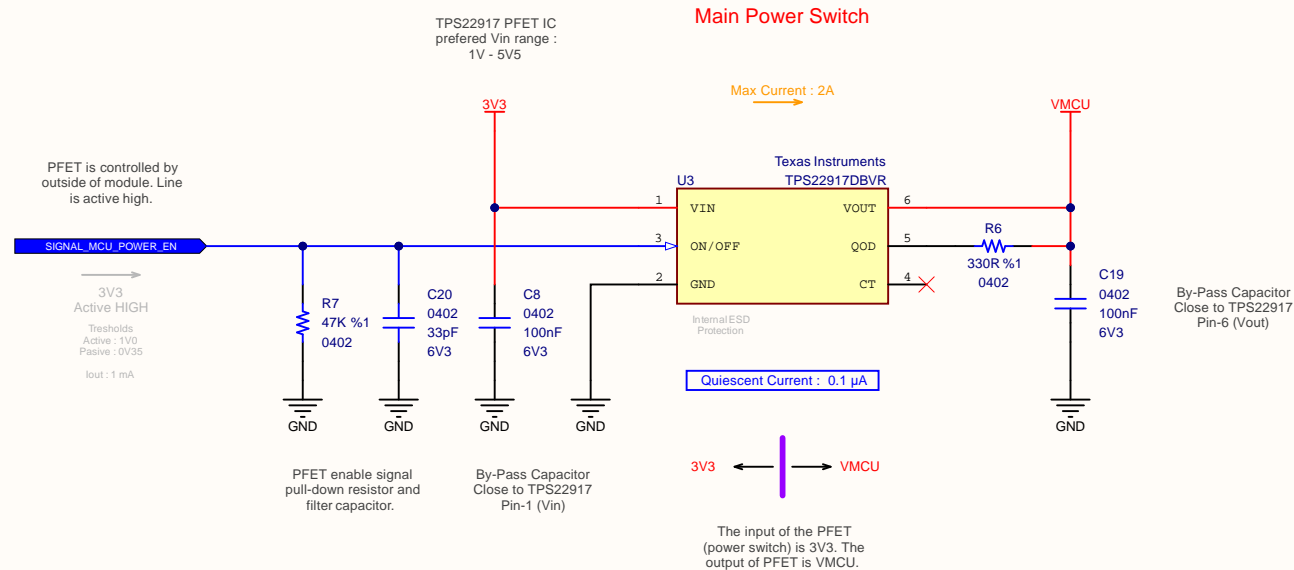 Main Power Switch
TPS22917 PFET IC
prefered Vin range :
1V - 5V5
Max Current : 2A
3V3
VMCU
PFET is controlled by
outside of module. Line
is active high.
Texas Instruments
U3
TPS22917DBVR
1
VIN
VOUT
6
SIGNAL_MCU_POWER_EN
3
ON/OFF
QOD
5
R6
330R %1
0402
2
GND
CT
4
3V3
Active HIGH
Tresholds
Active : 1V0
Pasive : 0V35
Iout : 1 mA
R7
47K %1
0402
C20
0402
33pF
6V3
C8
0402
100nF
6V3
C19
0402
100nF
6V3
By-Pass Capacitor
Close to TPS22917
Pin-6 (Vout)
Internal ESD
Protection
Quiescent Current :  0.1 µA
GND
GND
GND
GND
GND
PFET enable signal
pull-down resistor and
filter capacitor.
By-Pass Capacitor
Close to TPS22917
Pin-1 (Vin)
3V3
VMCU
The input of the PFET
(power switch) is 3V3. The
output of PFET is VMCU.